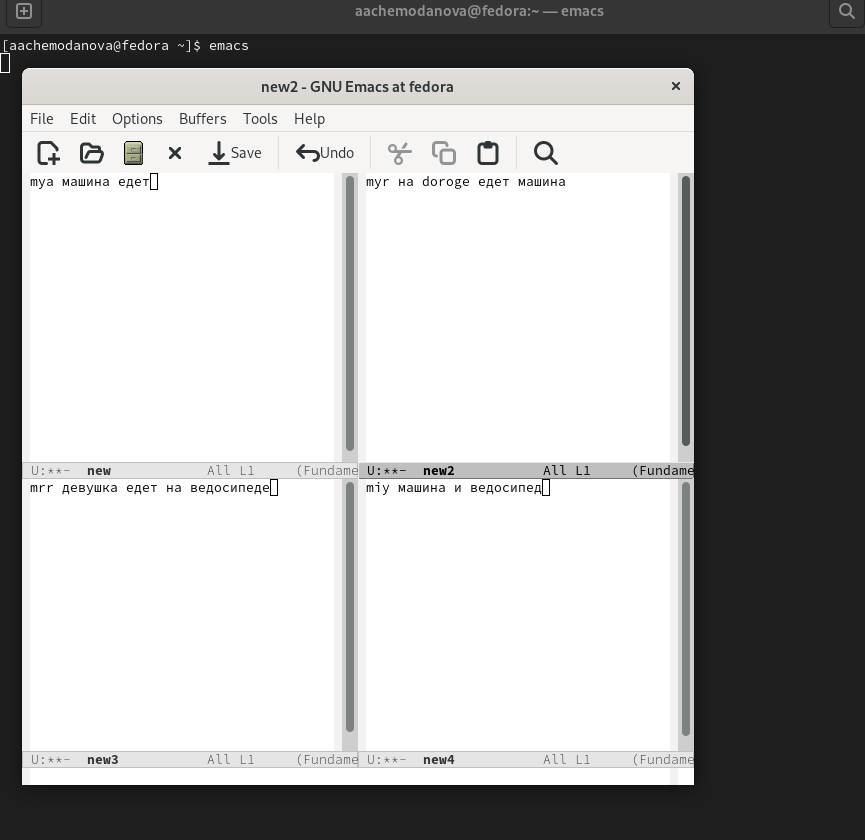 aachemodanova@fedora:~ — emacs
[aachemodanova@fedora ~]$ emacs
new2 - GNU Emacs at fedora
File Edit Options Buffers Tools Help
Save Undo
mya машина едет
myr на doroge едет машина
U:**- new All L1 (Fundame
U:**- new2 All L1 (Fundame
mrr девушка едет на ведосипеде
miy машина и ведосипед
U:**- new3 All L1 (Fundame
U:**- new4 All L1 (Fundame